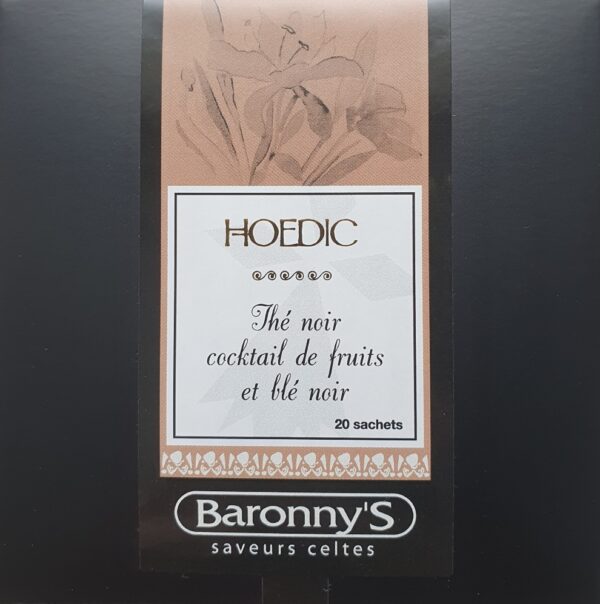 HOEDIC
Thé noir
cocktail de fruits
et blé noir
20 sachets
Baronny'S
saveurs celtes